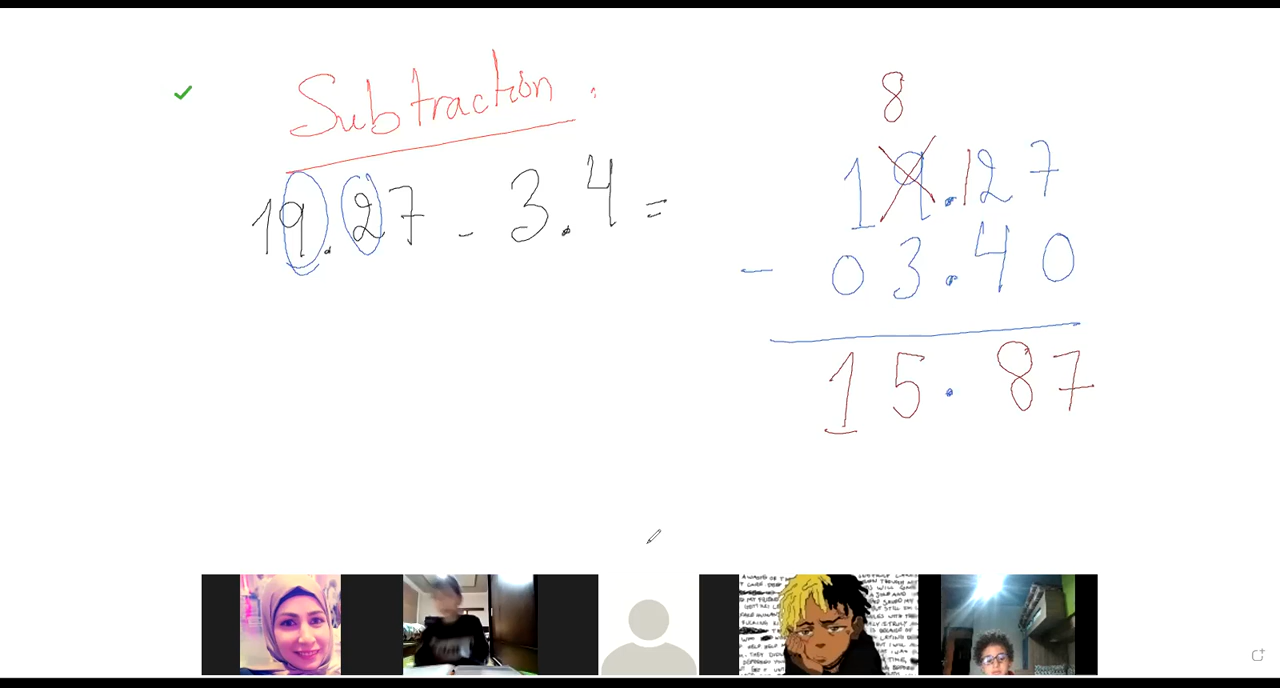 Subtraction.
19.27 - 3.4 =
8
19.127
- 03.40
15.87